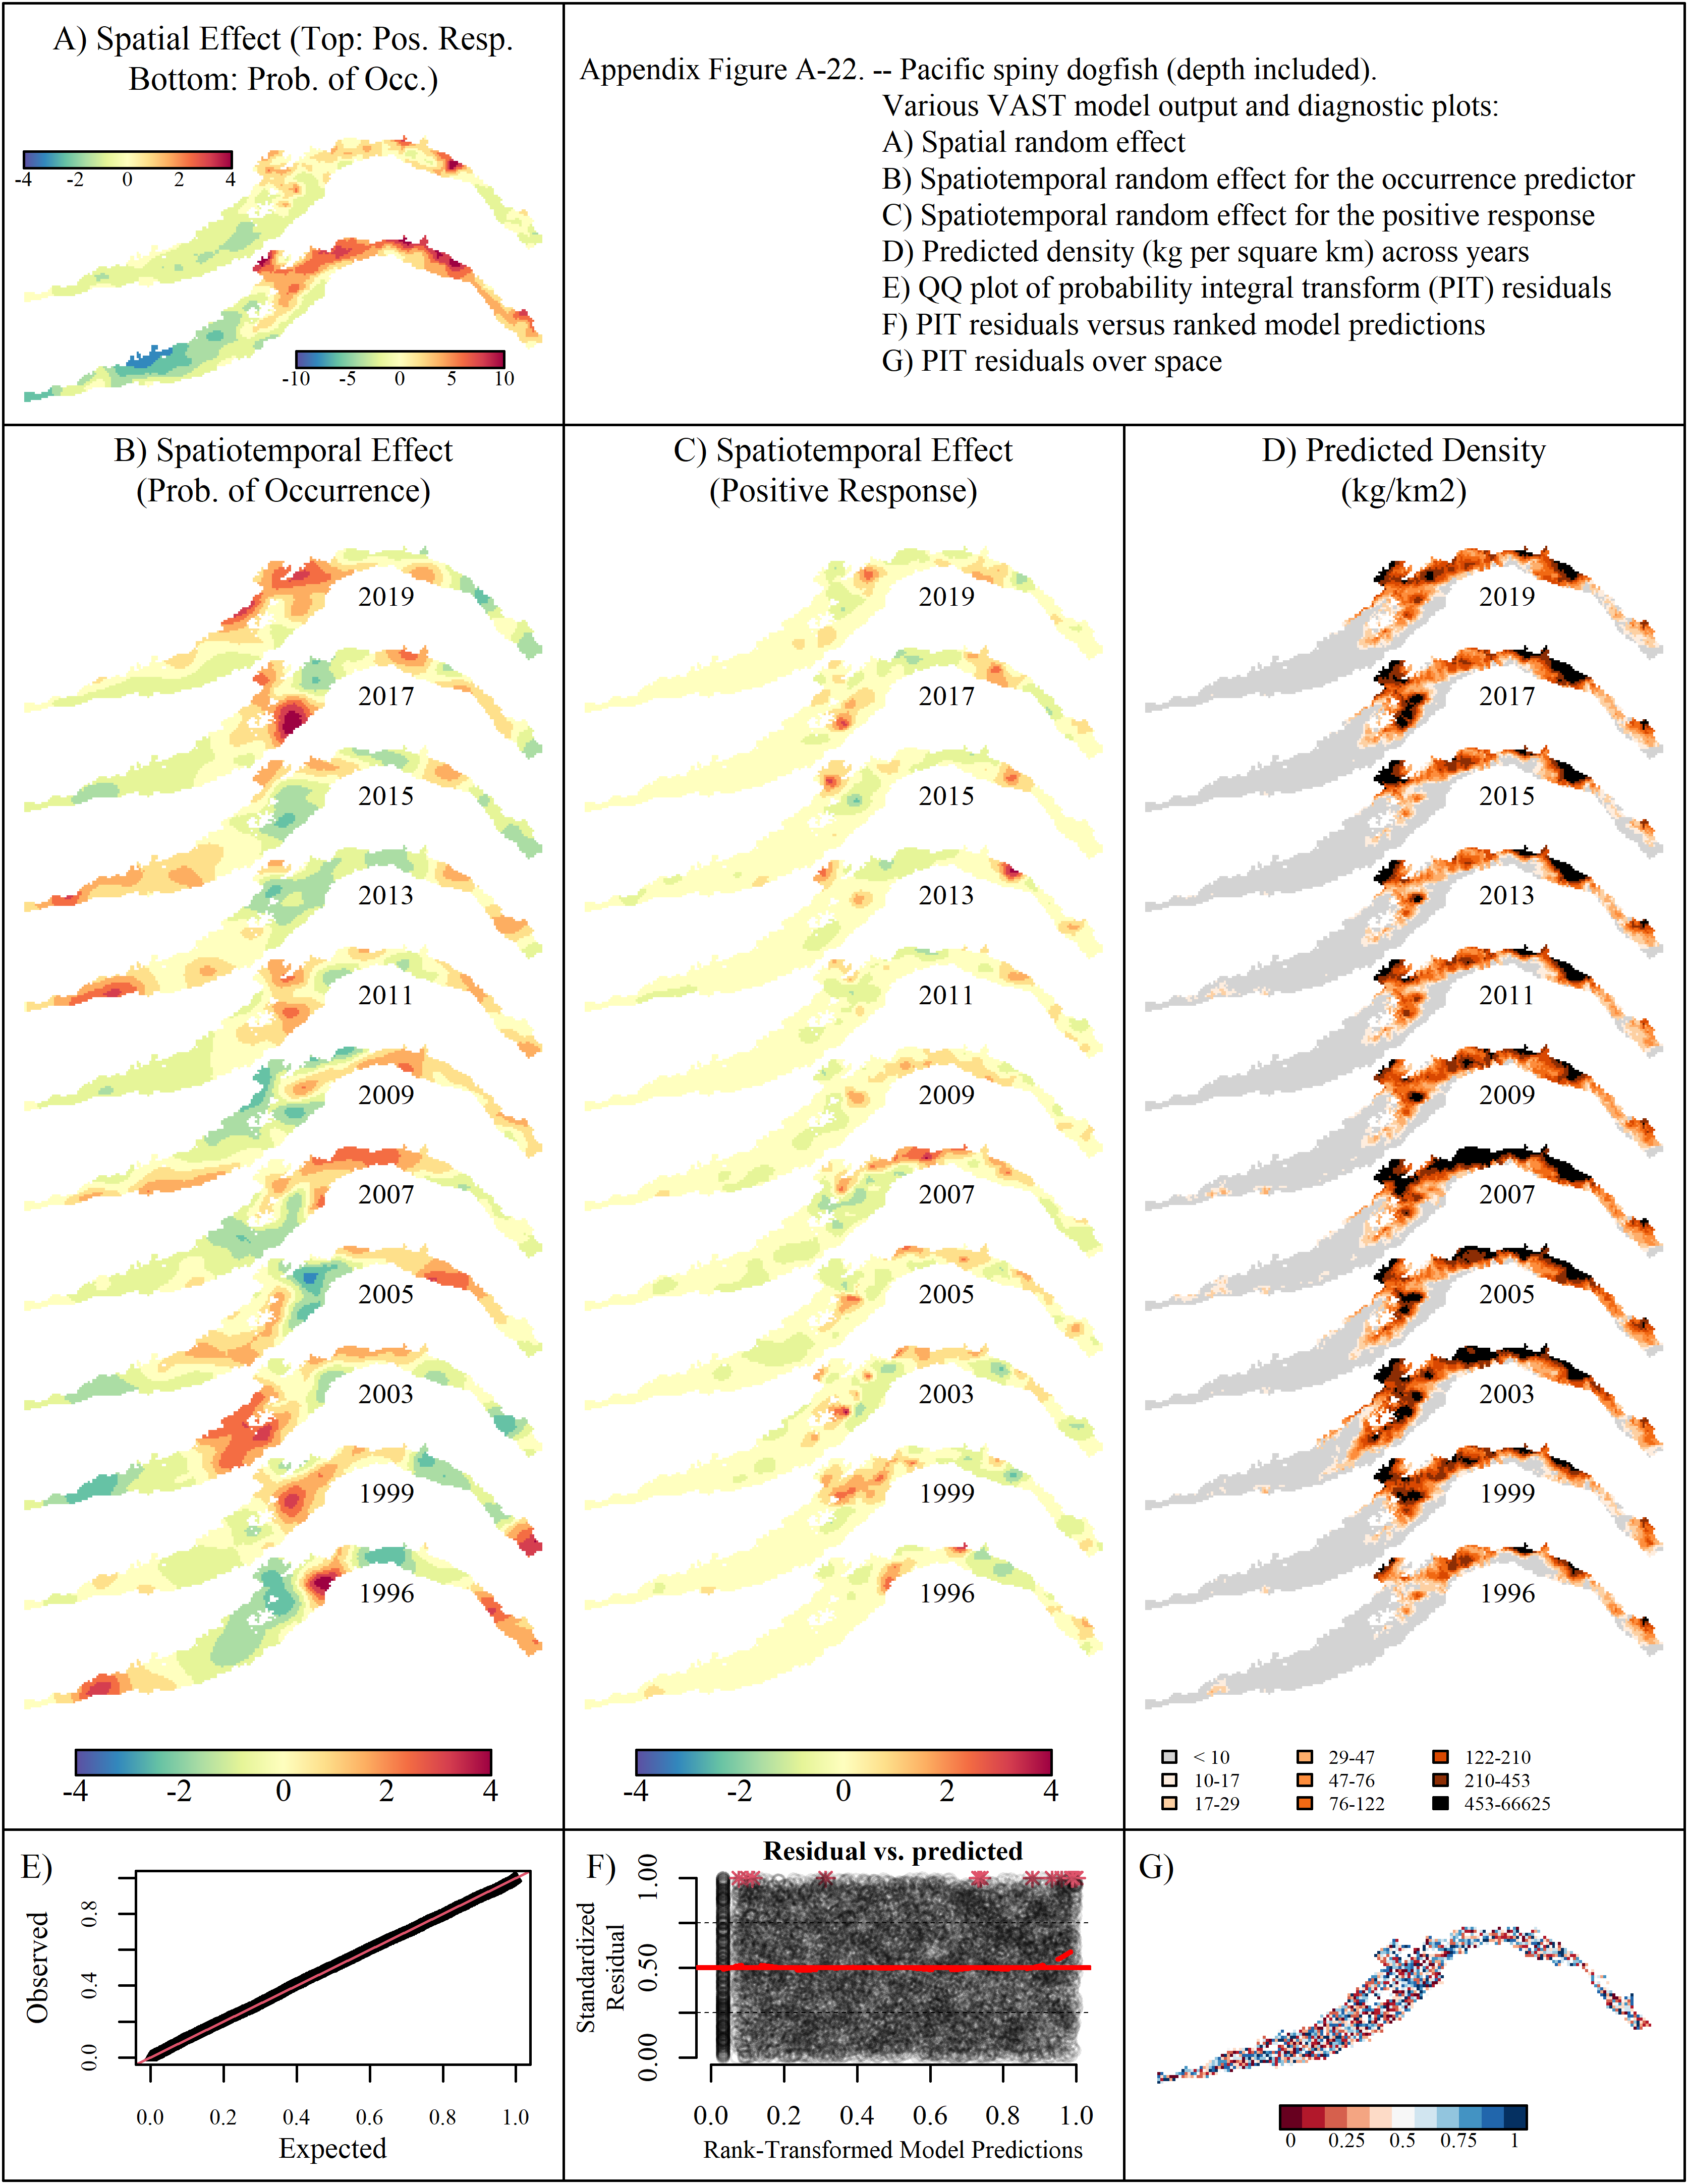 A) Spatial Effect (Top: Pos. Resp.
Bottom: Prob. of Occ.)
-4 -2 0 2 4
-10 -5 0 5 10
Appendix Figure A-22. -- Pacific spiny dogfish (depth included).
Various VAST model output and diagnostic plots:
A) Spatial random effect
B) Spatiotemporal random effect for the occurrence predictor
C) Spatiotemporal random effect for the positive response
D) Predicted density (kg per square km) across years
E) QQ plot of probability integral transform (PIT) residuals
F) PIT residuals versus ranked model predictions
G) PIT residuals over space
B) Spatiotemporal Effect
(Prob. of Occurrence)
2019
2017
2015
2013
2011
2009
2007
2005
2003
1999
1996
-4 -2 0 2 4
C) Spatiotemporal Effect
(Positive Response)
2019
2017
2015
2013
2011
2009
2007
2005
2003
1999
1996
-4 -2 0 2 4
D) Predicted Density
(kg/km2)
2019
2017
2015
2013
2011
2009
2007
2005
2003
1999
1996
< 10 29-47 122-210
10-17 47-76 210-453
17-29 76-122 453-66625
E)
Observed
0.0 0.4 0.8
0.0 0.2 0.4 0.6 0.8 1.0
Expected
F)
Residual vs. predicted
Standardized
Residual
0.00 0.50 1.00
0.0 0.2 0.4 0.6 0.8 1.0
Rank-Transformed Model Predictions
G)
0 0.25 0.5 0.75 1